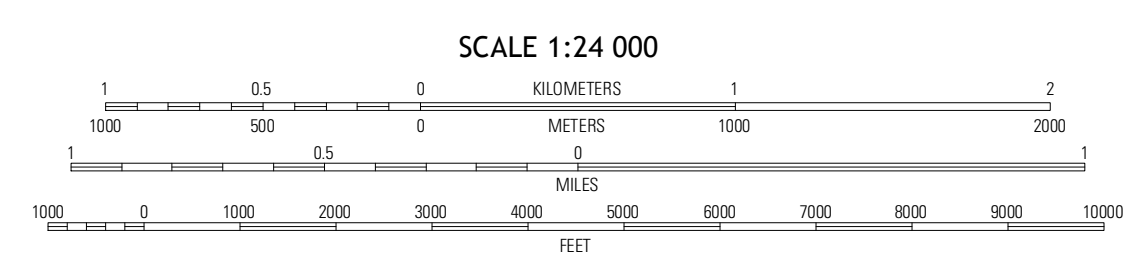 SCALE 1:24 000
1 0.5 0 KILOMETERS 1 2
1000 500 0 METERS 1000 2000
1 0.5 0 1
MILES
1000 0 1000 2000 3000 4000 5000 6000 7000 8000 9000 10000
FEET